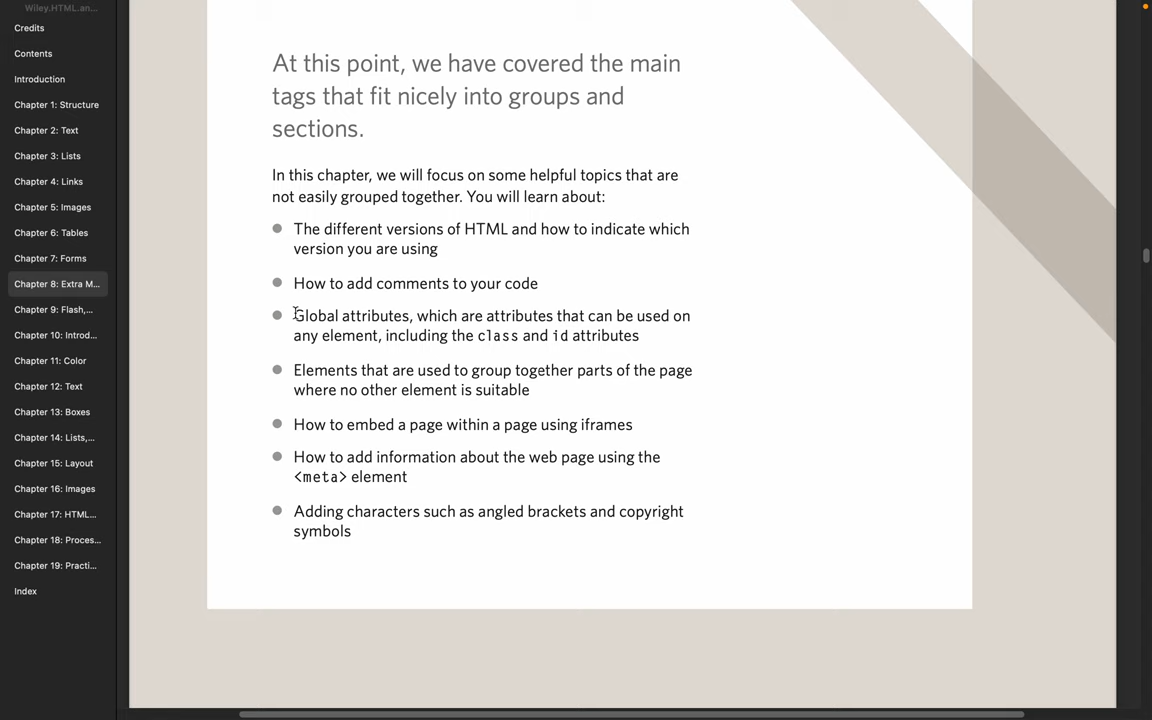 Wiley.HTML.an...
Credits
Contents
Introduction
Chapter 1: Structure
Chapter 2: Text
Chapter 3: Lists
Chapter 4: Links
Chapter 5: Images
Chapter 6: Tables
Chapter 7: Forms
Chapter 8: Extra M...
Chapter 9: Flash,...
Chapter 10: Introd...
Chapter 11: Color
Chapter 12: Text
Chapter 13: Boxes
Chapter 14: Lists,...
Chapter 15: Layout
Chapter 16: Images
Chapter 17: HTML...
Chapter 18: Proces...
Chapter 19: Practi...
Index
At this point, we have covered the main
tags that fit nicely into groups and
sections.
In this chapter, we will focus on some helpful topics that are
not easily grouped together. You will learn about:
The different versions of HTML and how to indicate which
version you are using
How to add comments to your code
Global attributes, which are attributes that can be used on
any element, including the class and id attributes
Elements that are used to group together parts of the page
where no other element is suitable
How to embed a page within a page using iframes
How to add information about the web page using the
<meta> element
Adding characters such as angled brackets and copyright
symbols